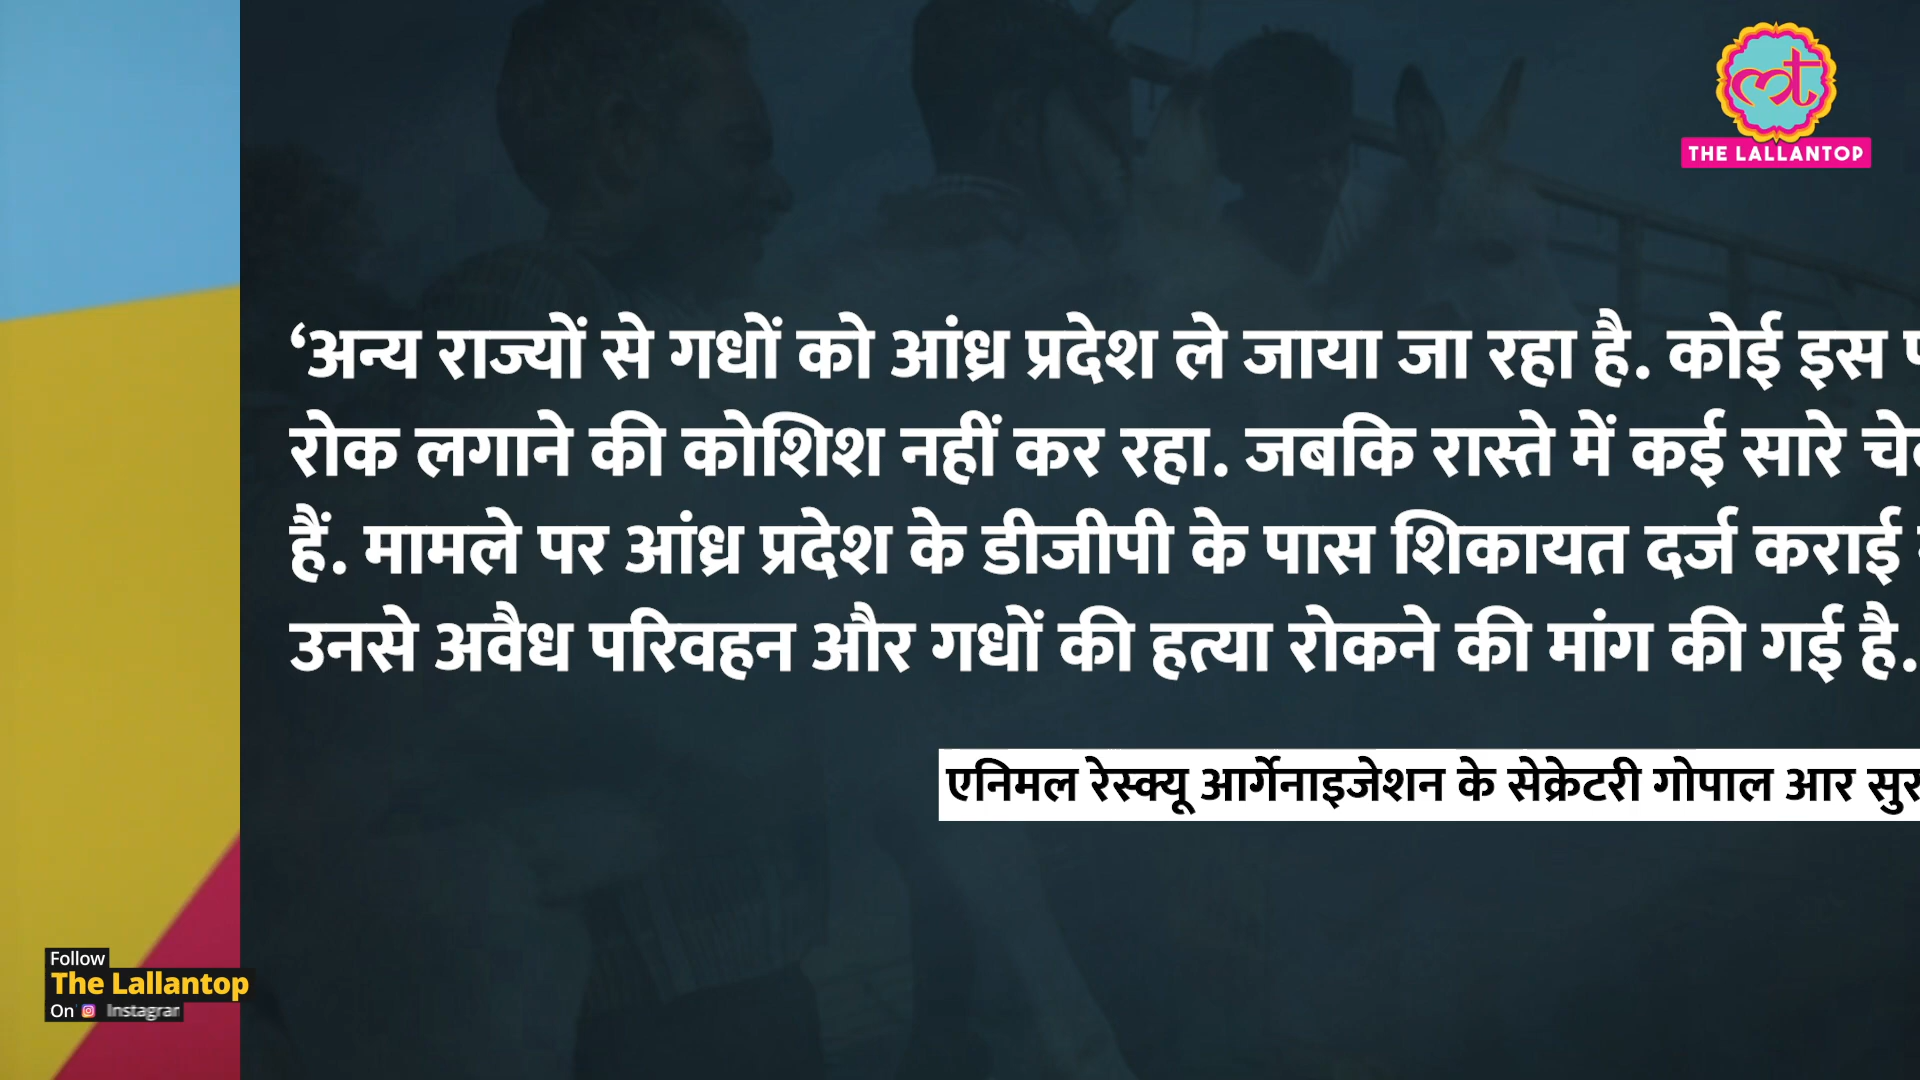 THE LALLANTOP
‘अन्य राज्यों से गधों को आंध्र प्रदेश ले जाया जा रहा है. कोई इस
रोक लगाने की कोशिश नहीं कर रहा. जबकि रास्ते में कई सारे
हैं. मामले पर आंध्र प्रदेश के डीजीपी के पास शिकायत दर्ज कराई
उनसे अवैध परिवहन और गधों की हत्या रोकने की मांग की गई है.
एनिमल रेस्क्यू आर्गेनाइजेशन के सेक्रेटरी गोपाल आर
Follow
The Lallantop
On Instagram